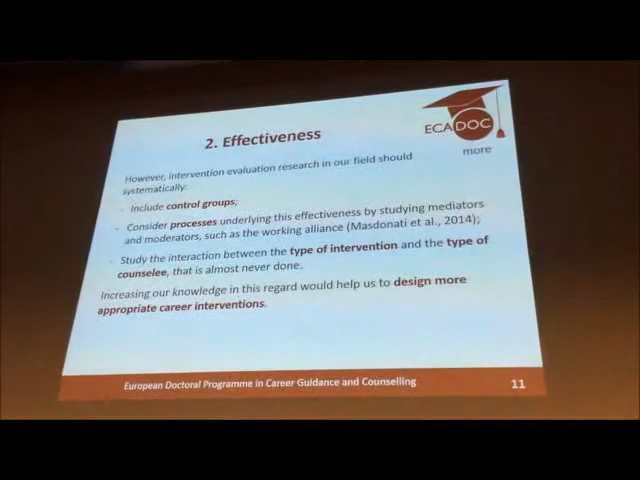 ECADOC
2. Effectiveness
more
However, intervention evaluation research in our field should
systematically:
- Include control groups;
- Consider processes underlying this effectiveness by studying mediators
and moderators, such as the working alliance (Masdonati et al., 2014);
- Study the interaction between the type of intervention and the type of
counselee, that is almost never done.
Increasing our knowledge in this regard would help us to design more
appropriate career interventions.
European Doctoral Programme in Career Guidance and Counselling
11